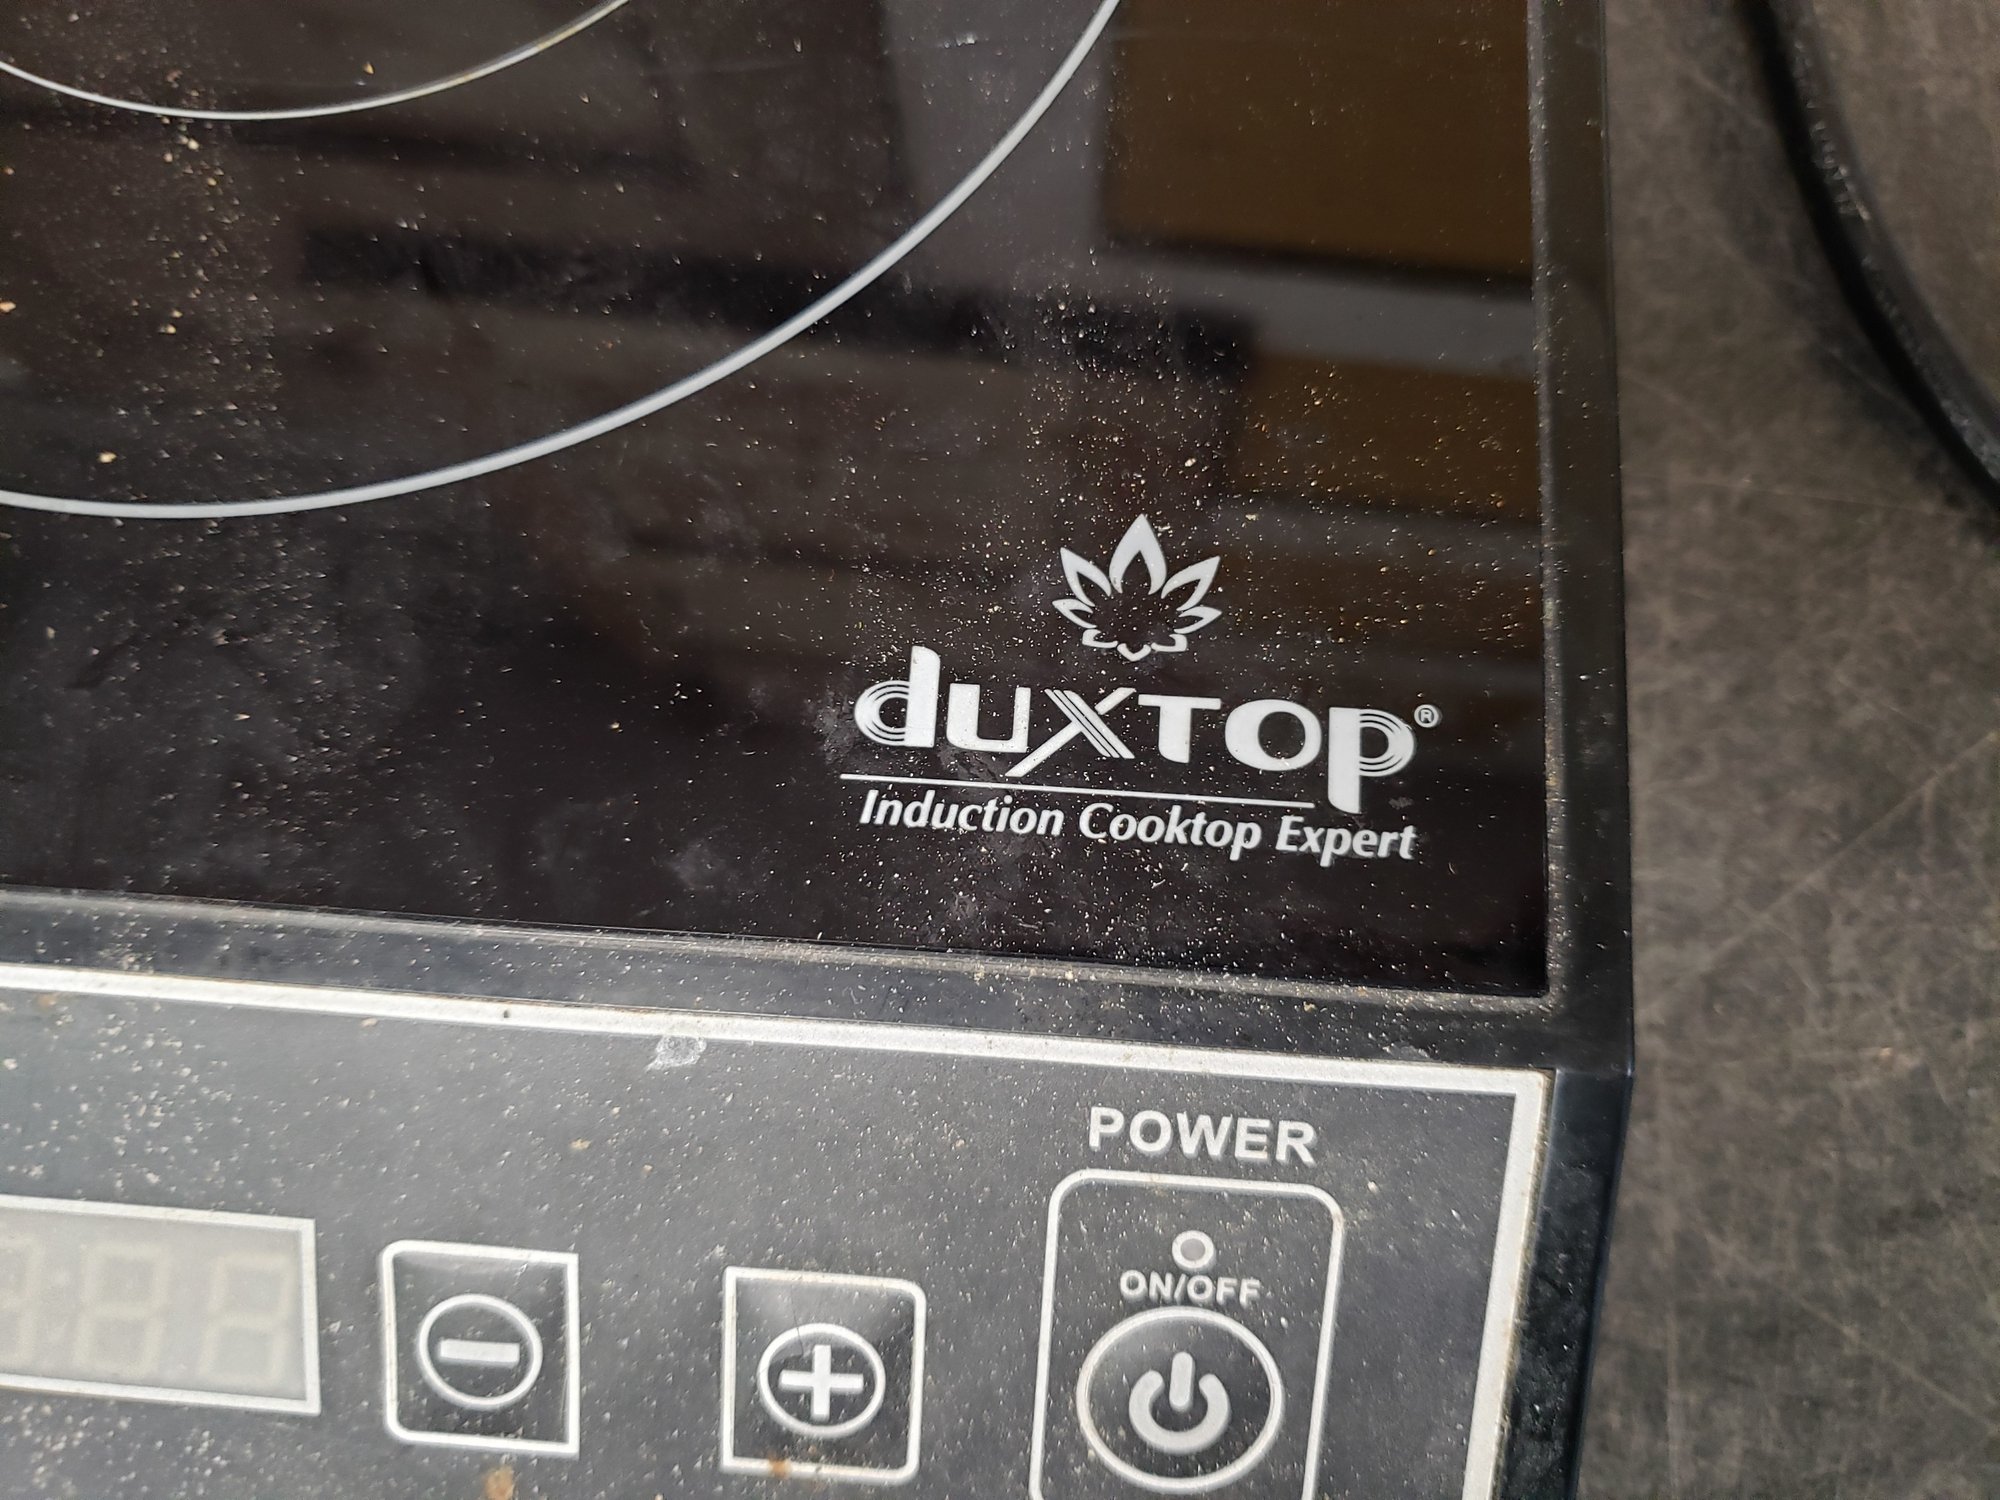 duxtop®
Induction Cooktop Expert
POWER
ON/OFF